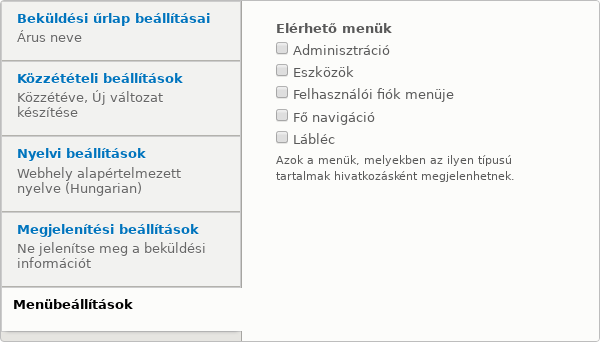 Beküldési űrlap beállításai
Árus neve
Közzétételi beállítások
Közzétéve, Új változat
készítése
Nyelvi beállítások
Webhely alapértelmezett
nyelve (Hungarian)
Megjelenítési beállítások
Ne jelenítse meg a beküldési
információt
Menübeállítások
Elérhető menük
Adminisztráció
Eszközök
Felhasználói fiók menüje
Fő navigáció
Lábléc
Azok a menük, melyekben az ilyen típusú
tartalmak hivatkozásként megjelenhetnek.